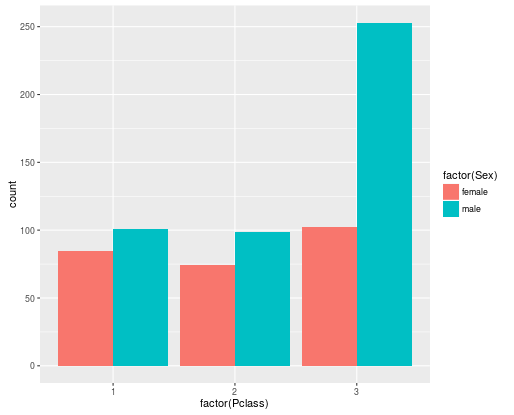 250
200
150
100
50
0
count
1 2 3
factor(Pclass)
factor(Sex)
female
male